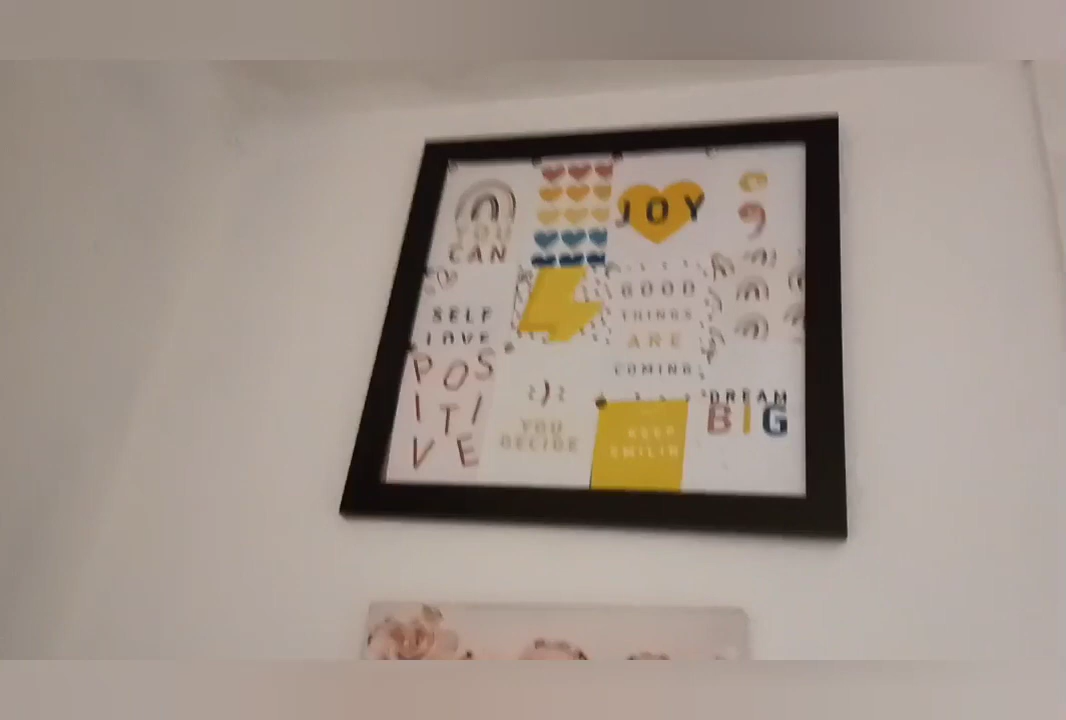 YOU
CAN
JOY
SELF
LOVE
GOOD
THINGS
ARE
COMING
POS
ITI
VE
YOU
DECIDE
KEEP
SMILIN
DREAM
BIG